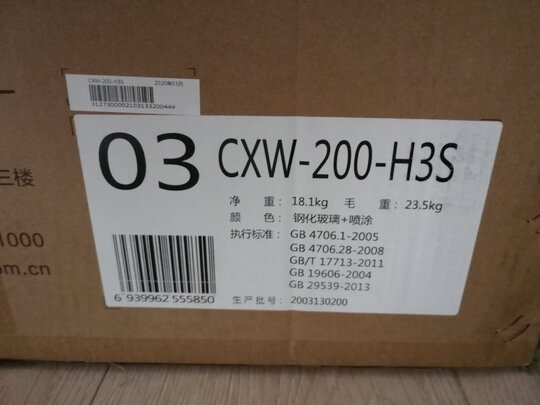 CXW-200-H3S 2020年03月
3127300002103133200449
03 CXW-200-H3S
净 重: 18.1kg 毛 重: 23.5kg
颜 色: 钢化玻璃+喷涂
执行标准: GB 4706.1-2005
GB 4706.28-2008
GB/T 17713-2011
GB 19606-2004
GB 29539-2013
6 939962 555850
生产批号: 2003130200
三楼
1000
om.cn